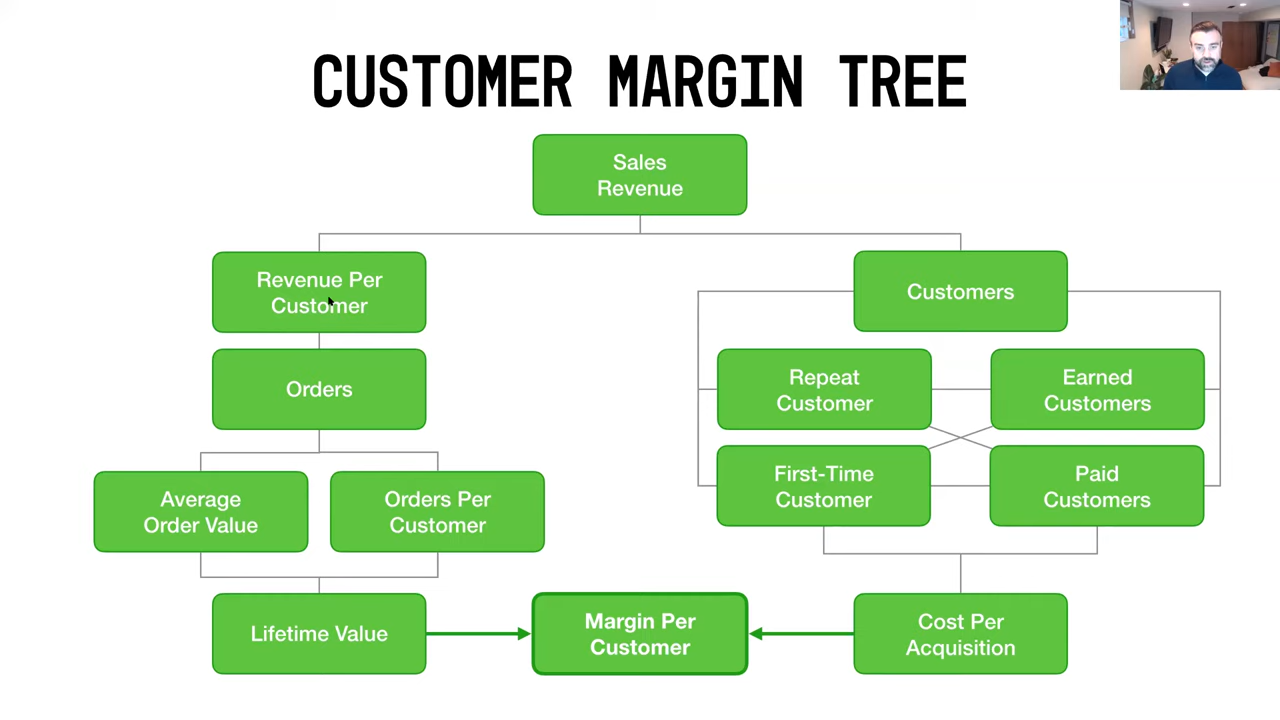 CUSTOMER MARGIN TREE
Sales
Revenue
Revenue Per
Customer
Customers
Orders
Repeat
Customer
Earned
Customers
Average
Order Value
Orders Per
Customer
First-Time
Customer
Paid
Customers
Lifetime Value
Margin Per
Customer
Cost Per
Acquisition